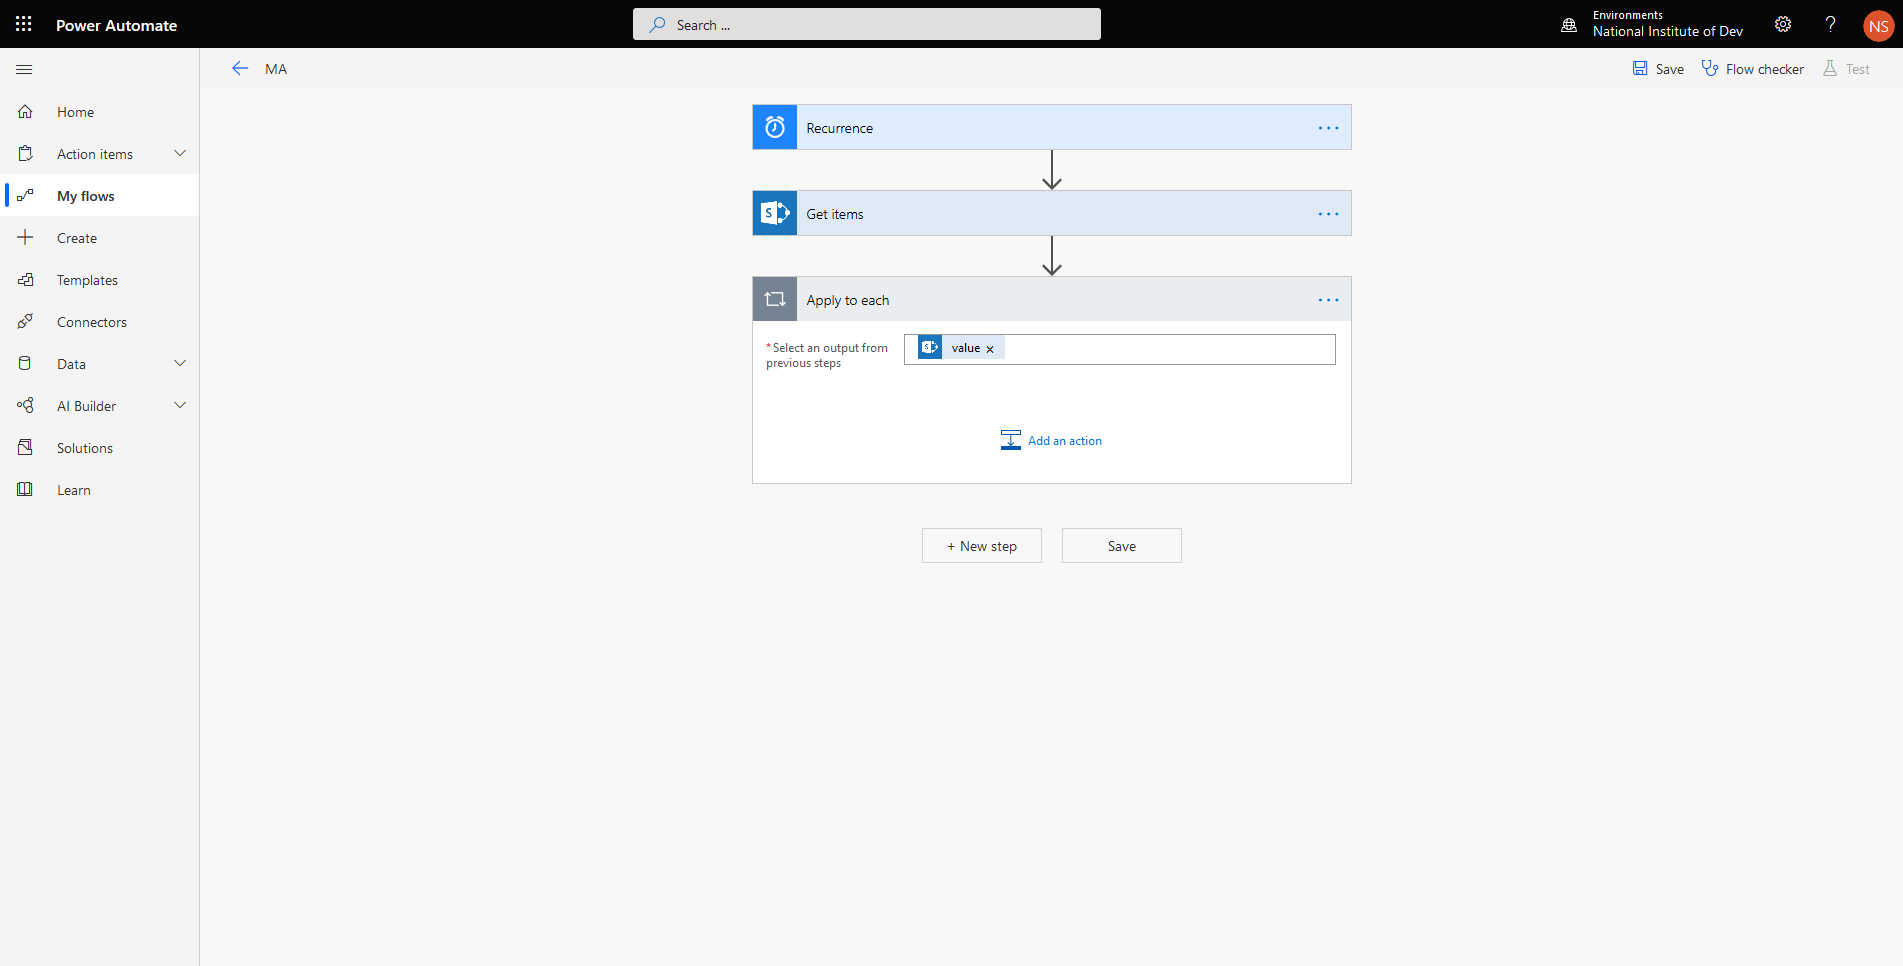 Power Automate
Search ...
Environments
National Institute of Dev
?
NS
MA
Save
Flow checker
Test
Home
Action items
My flows
Create
Templates
Connectors
Data
AI Builder
Solutions
Learn
Recurrence
S
Get items
Apply to each
* Select an output from
previous steps
S
value ×
Add an action
+ New step
Save